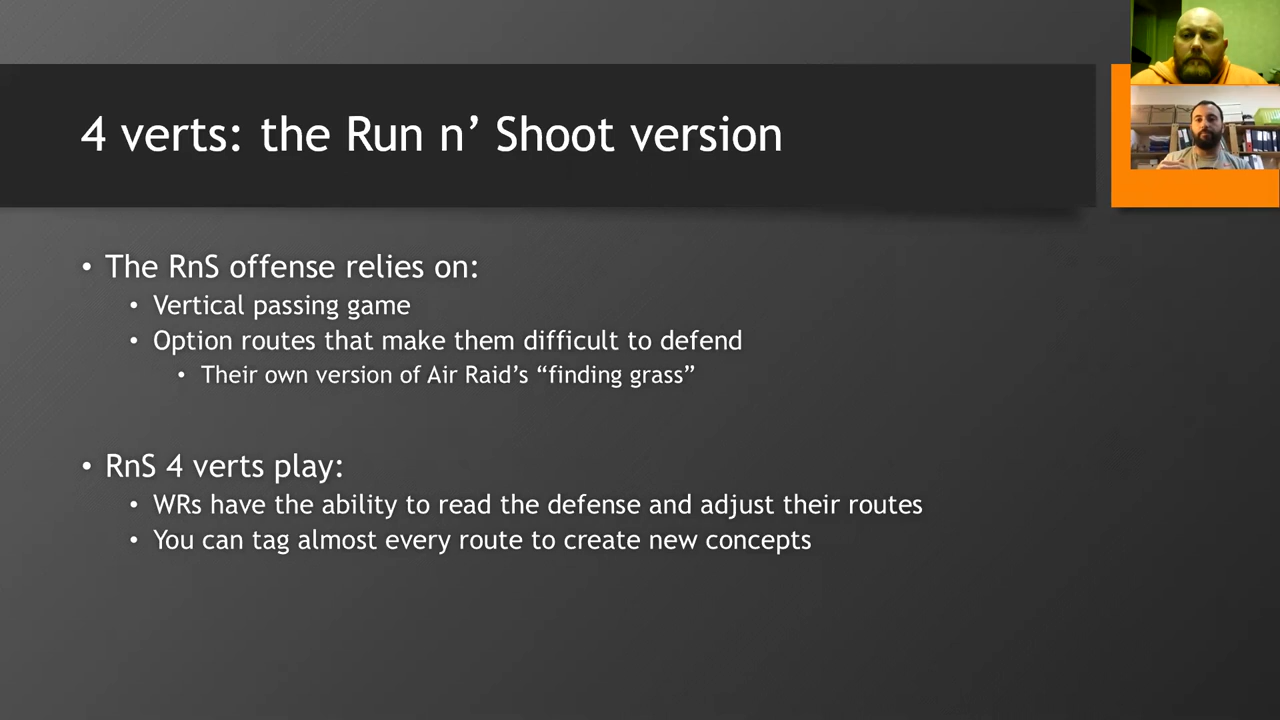 4 verts: the Run n’ Shoot version
• The RnS offense relies on:
• Vertical passing game
• Option routes that make them difficult to defend
• Their own version of Air Raid’s “finding grass”
• RnS 4 verts play:
• WRs have the ability to read the defense and adjust their routes
• You can tag almost every route to create new concepts